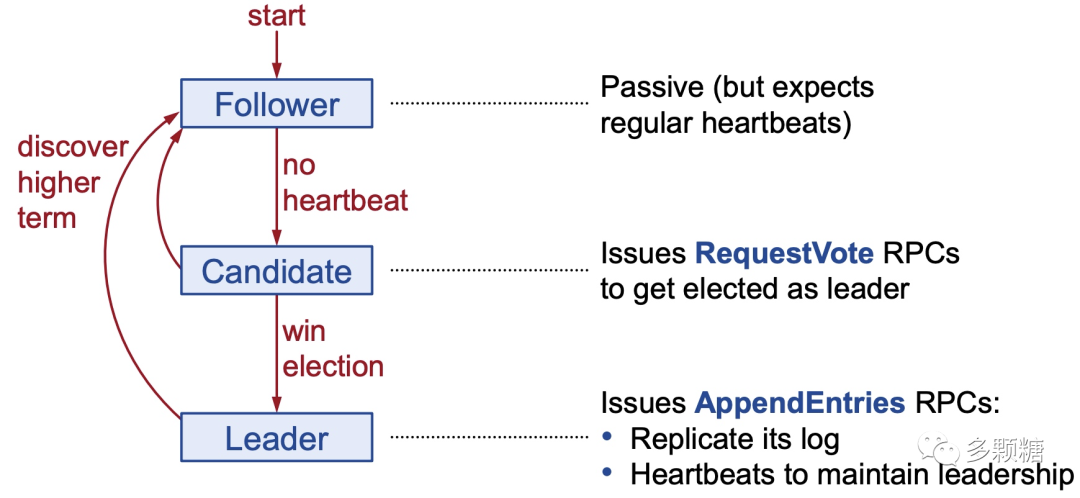 start
Follower
Passive (but expects
regular heartbeats)
discover
higher
term
no
heartbeat
Candidate
Issues RequestVote RPCs
to get elected as leader
win
election
Leader
Issues AppendEntries RPCs:
• Replicate its log
• Heartbeats to maintain leadership
多颗糖